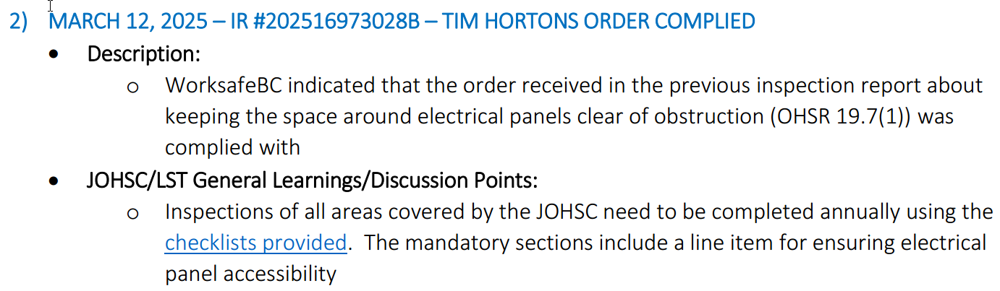 2) MARCH 12, 2025 – IR #202516973028B – TIM HORTONS ORDER COMPLIED
• Description:
o WorksafeBC indicated that the order received in the previous inspection report about
keeping the space around electrical panels clear of obstruction (OHSR 19.7(1)) was
complied with
• JOHSC/LST General Learnings/Discussion Points:
o Inspections of all areas covered by the JOHSC need to be completed annually using the
checklists provided. The mandatory sections include a line item for ensuring electrical
panel accessibility